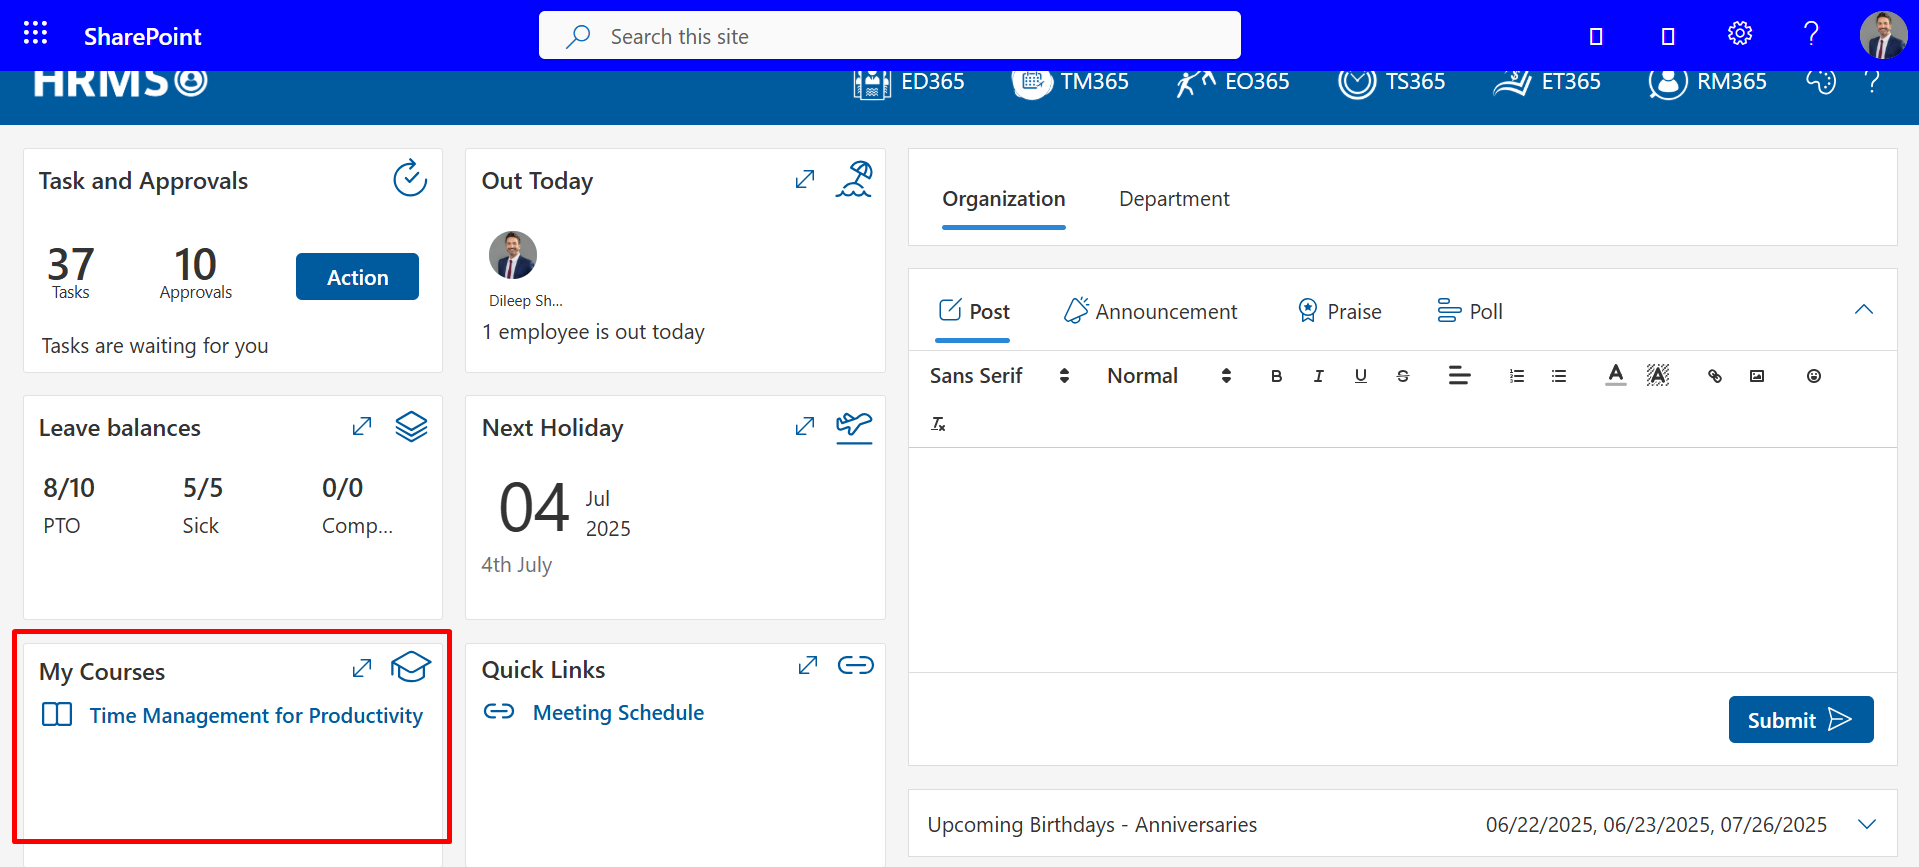 SharePoint
Search this site
HRMS
ED365
TM365
EO365
TS365
ET365
RM365
Task and Approvals
37
Tasks
10
Approvals
Action
Tasks are waiting for you
Out Today
Dileep Sh...
1 employee is out today
Leave balances
8/10
PTO
5/5
Sick
0/0
Comp...
Next Holiday
04
Jul
2025
4th July
My Courses
Time Management for Productivity
Quick Links
Meeting Schedule
Organization
Department
Post
Announcement
Praise
Poll
Sans Serif
Normal
Submit
Upcoming Birthdays - Anniversaries
06/22/2025, 06/23/2025, 07/26/2025